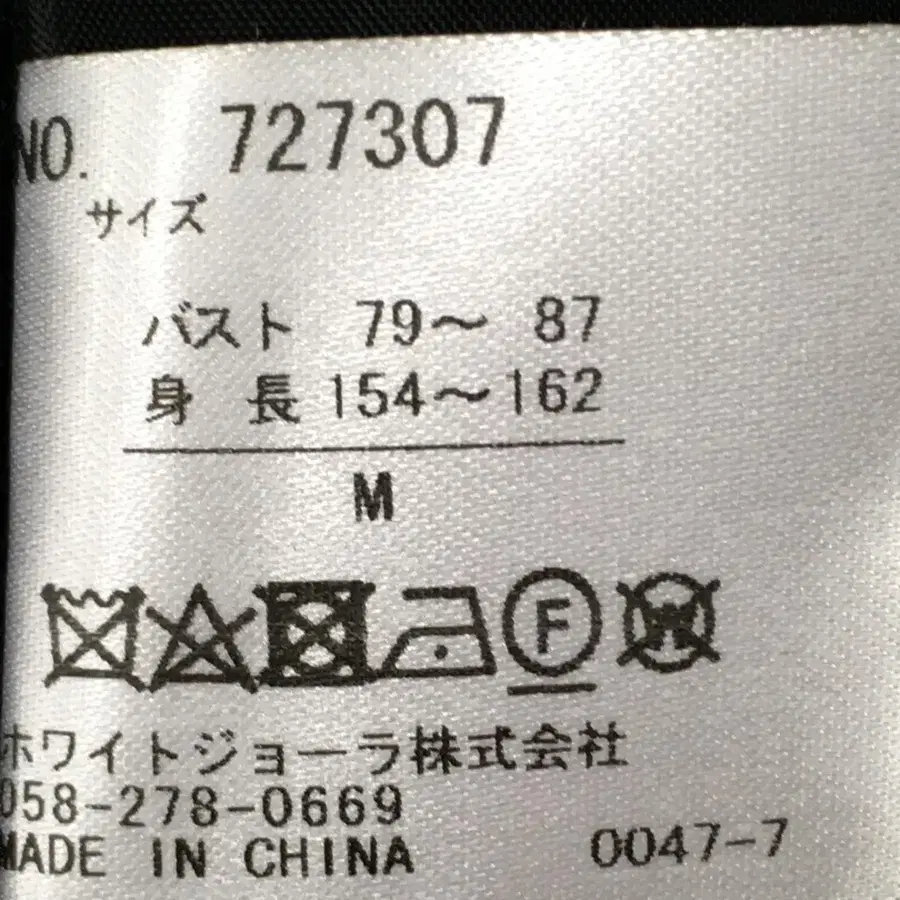 NO. 727307
サイズ
バスト 79～ 87
身 長 154～162
M
F W
ホワイトジョーラ株式会社
058-278-0669
MADE IN CHINA 0047-7